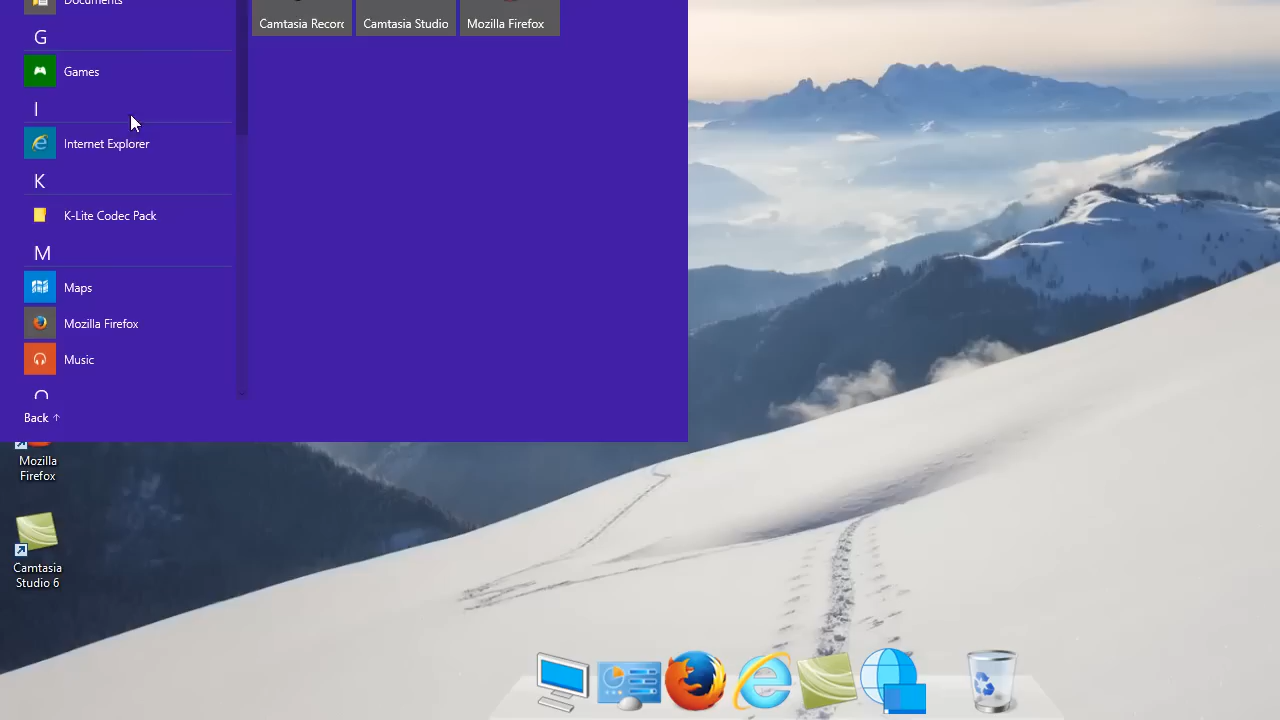 Documents
G
Games
I
Internet Explorer
K
K-Lite Codec Pack
M
Maps
Mozilla Firefox
Music
Back ↑
Camtasia Recorc
Camtasia Studio
Mozilla Firefox
Mozilla
Firefox
Camtasia
Studio 6